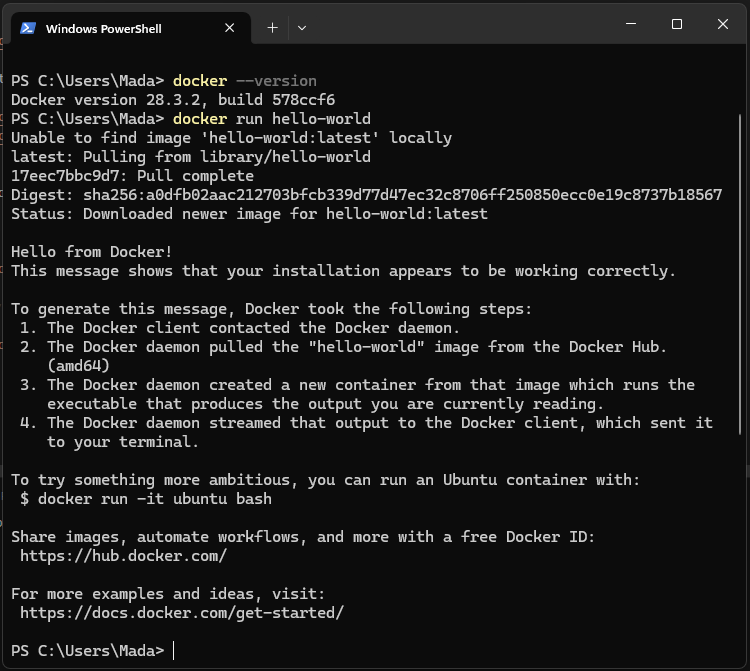 Windows PowerShell
PS C:\Users\Mada> docker --version
Docker version 28.3.2, build 578ccf6
PS C:\Users\Mada> docker run hello-world
Unable to find image 'hello-world:latest' locally
latest: Pulling from library/hello-world
17eec7bbc9d7: Pull complete
Digest: sha256:a0dfb02aac212703bfcb339d77d47ec32c8706ff250850ecc0e19c8737b18567
Status: Downloaded newer image for hello-world:latest
Hello from Docker!
This message shows that your installation appears to be working correctly.
To generate this message, Docker took the following steps:
1. The Docker client contacted the Docker daemon.
2. The Docker daemon pulled the "hello-world" image from the Docker Hub.
(amd64)
3. The Docker daemon created a new container from that image which runs the
executable that produces the output you are currently reading.
4. The Docker daemon streamed that output to the Docker client, which sent it
to your terminal.
To try something more ambitious, you can run an Ubuntu container with:
$ docker run -it ubuntu bash
Share images, automate workflows, and more with a free Docker ID:
https://hub.docker.com/
For more examples and ideas, visit:
https://docs.docker.com/get-started/
PS C:\Users\Mada>